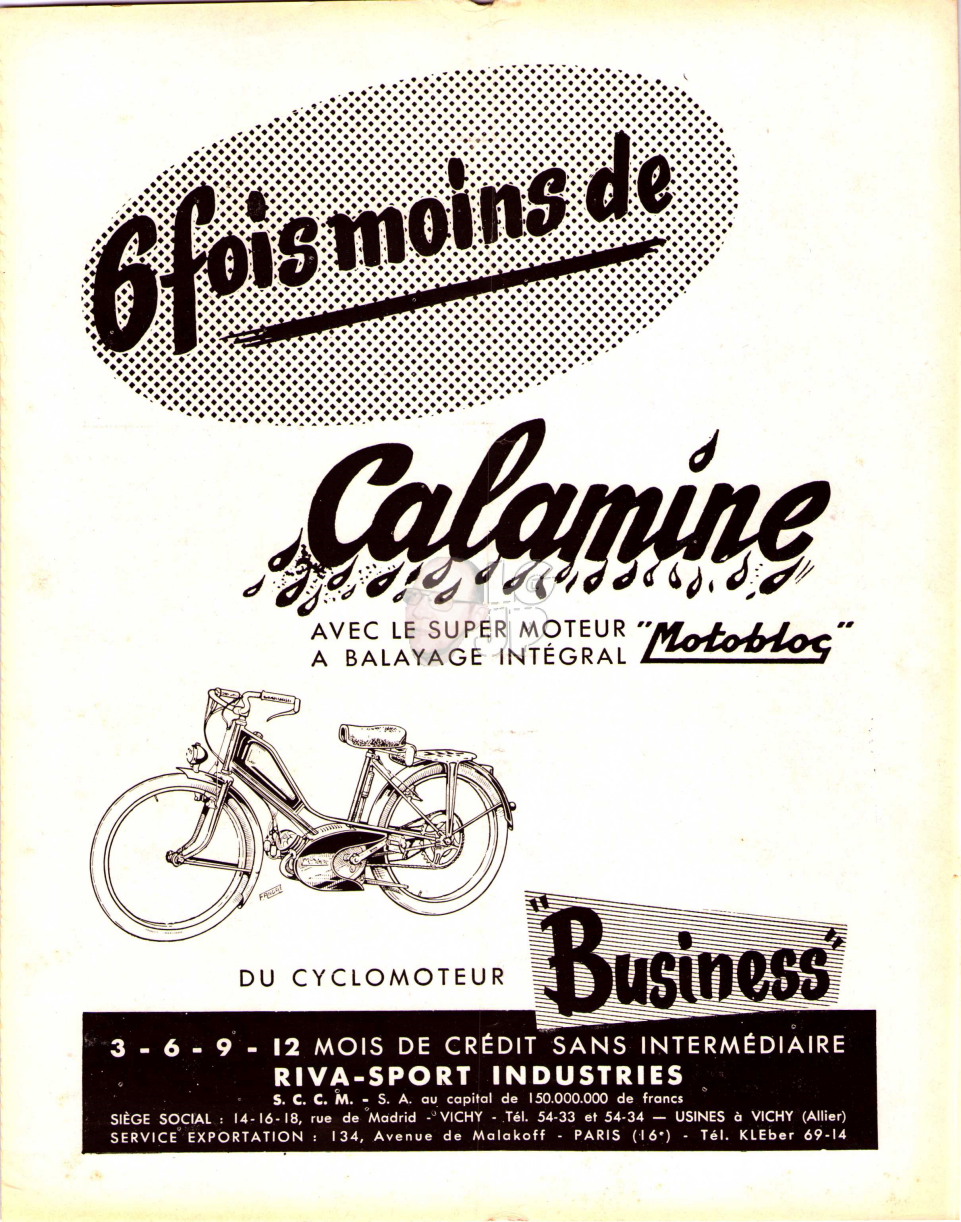 6 fois moins de
Calamine
AVEC LE SUPER MOTEUR "Motobloc"
A BALAYAGE INTÉGRAL
DU CYCLOMOTEUR "Business"
3 - 6 - 9 - 12 MOIS DE CRÉDIT SANS INTERMÉDIAIRE
RIVA-SPORT INDUSTRIES
S. C. C. M. - S. A. au capital de 150.000.000 de francs
SIÈGE SOCIAL : 14-16-18, rue de Madrid - VICHY - Tél. 54-33 et 54-34 — USINES à VICHY (Allier)
SERVICE EXPORTATION : 134, Avenue de Malakoff - PARIS (16e) - Tél. KLEber 69-14